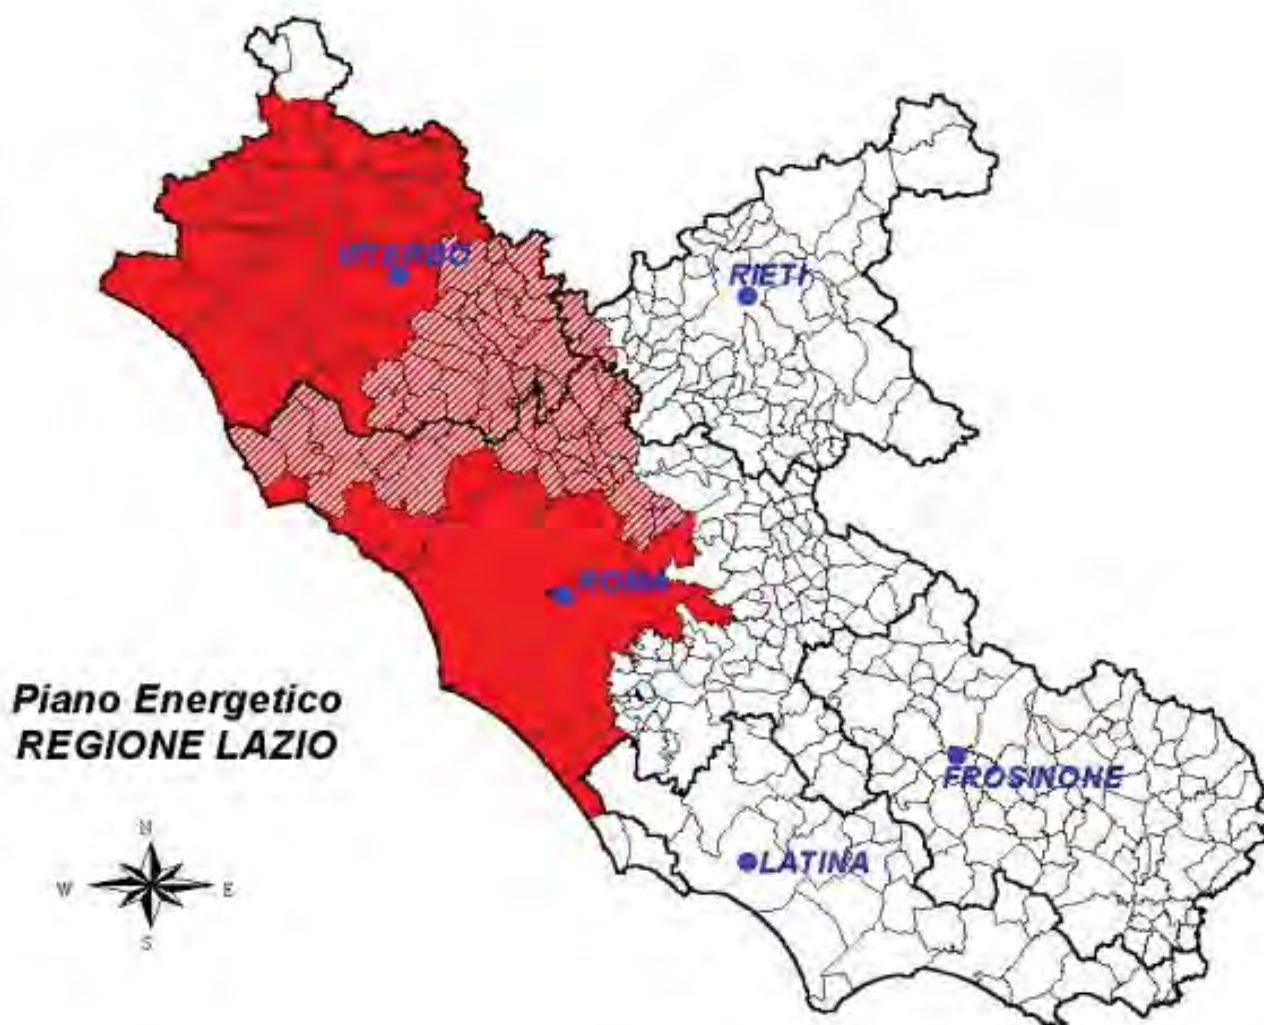 VITERBO
RIETI
ROMA
Piano Energetico
REGIONE LAZIO
FROSINONE
LATINA
N
W E
S